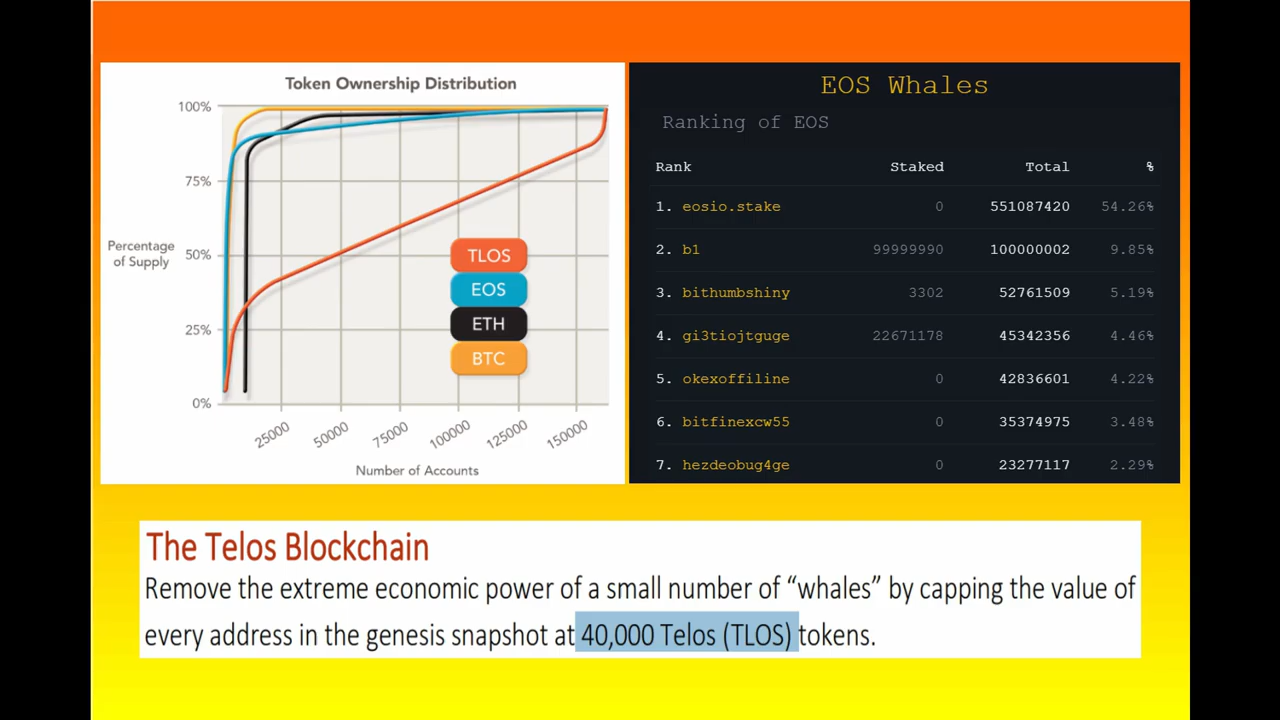 Token Ownership Distribution
100%
75%
Percentage
of Supply
50%
25%
0%
TLOS
EOS
ETH
BTC
25000
50000
75000
100000
125000
150000
Number of Accounts
EOS Whales
Ranking of EOS
Rank Staked Total %
1. eosio.stake 0 551087420 54.26%
2. b1 99999990 100000002 9.85%
3. bithumbshiny 3302 52761509 5.19%
4. gi3tiojtguge 22671178 45342356 4.46%
5. okexoffiline 0 42836601 4.22%
6. bitfinexcw55 0 35374975 3.48%
7. hezdeobug4ge 0 23277117 2.29%
The Telos Blockchain
Remove the extreme economic power of a small number of “whales” by capping the value of
every address in the genesis snapshot at 40,000 Telos (TLOS) tokens.